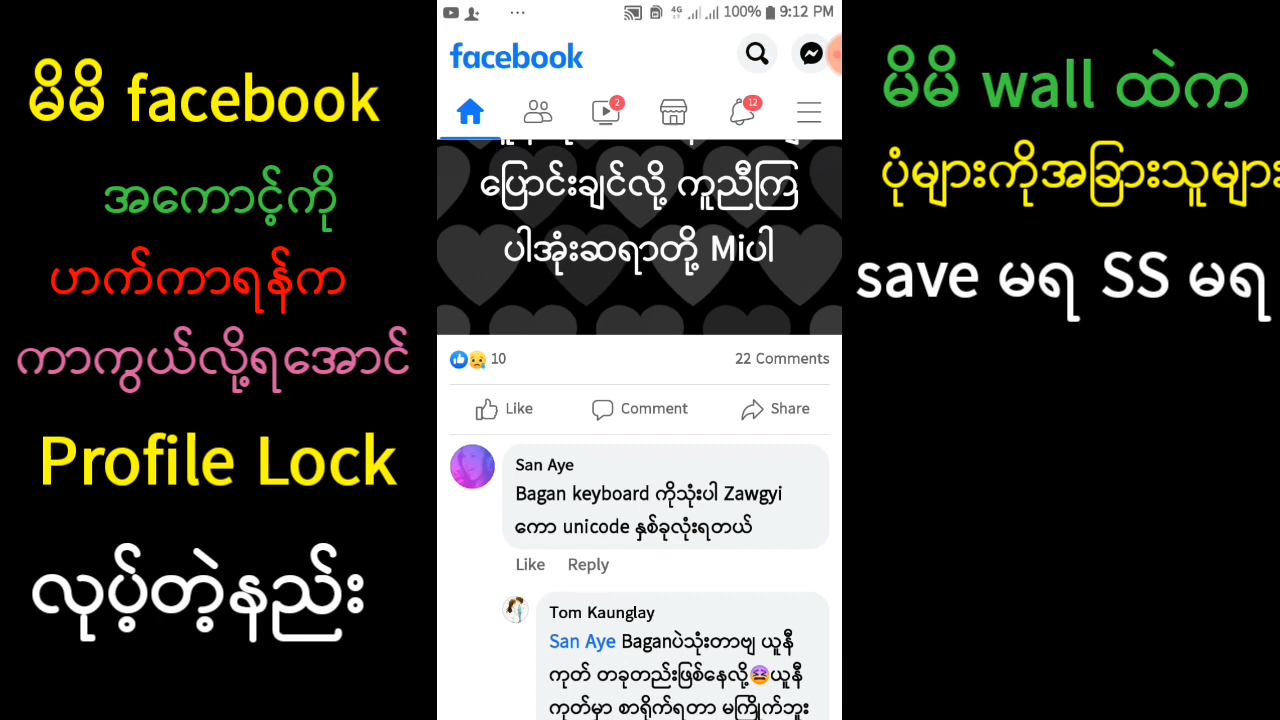 မိမိ facebook
အကောင့်ကို
ဟက်ကာရန်က
ကာကွယ်လို့ရအောင်
Profile Lock
လုပ့်တဲ့နည်း
100% 9:12 PM
4G
facebook
2
12
ပြောင်းချင်လို့ ကူညီကြ
ပါအုံးဆရာတို့ Miပါ
10
22 Comments
Like
Comment
Share
San Aye
Bagan keyboard ကိုသုံးပါ Zawgyi
ကော unicode နှစ်ခုလုံးရတယ်
Like Reply
Tom Kaunglay
San Aye Baganပဲသုံးတာဗျ ယူနီ
ကုတ် တခုတည်းဖြစ်နေလို့😫ယူနီ
ကုတ်မှာ စာရိုက်ရတာ မကြိုက်ဘူး
မိမိ wall ထဲက
ပုံများကိုအခြားသူများ
save မရ SS မရ